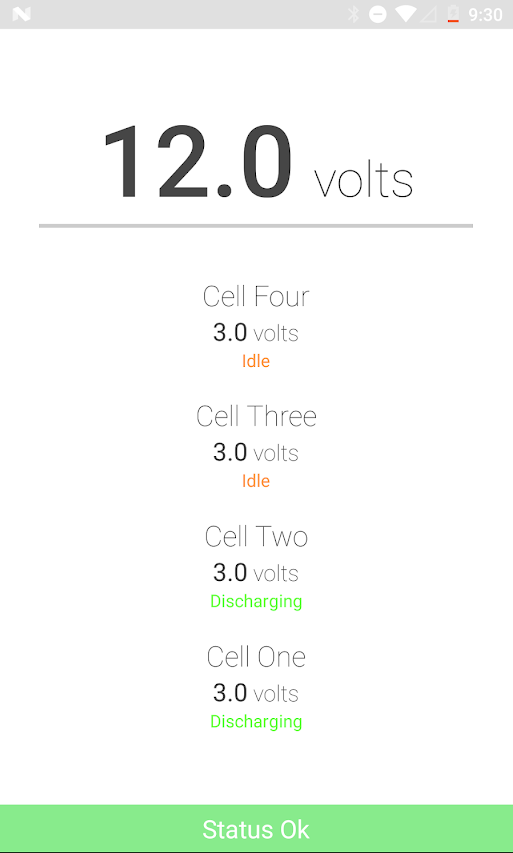 9:30
12.0 volts
Cell Four
3.0 volts
Idle
Cell Three
3.0 volts
Idle
Cell Two
3.0 volts
Discharging
Cell One
3.0 volts
Discharging
Status Ok